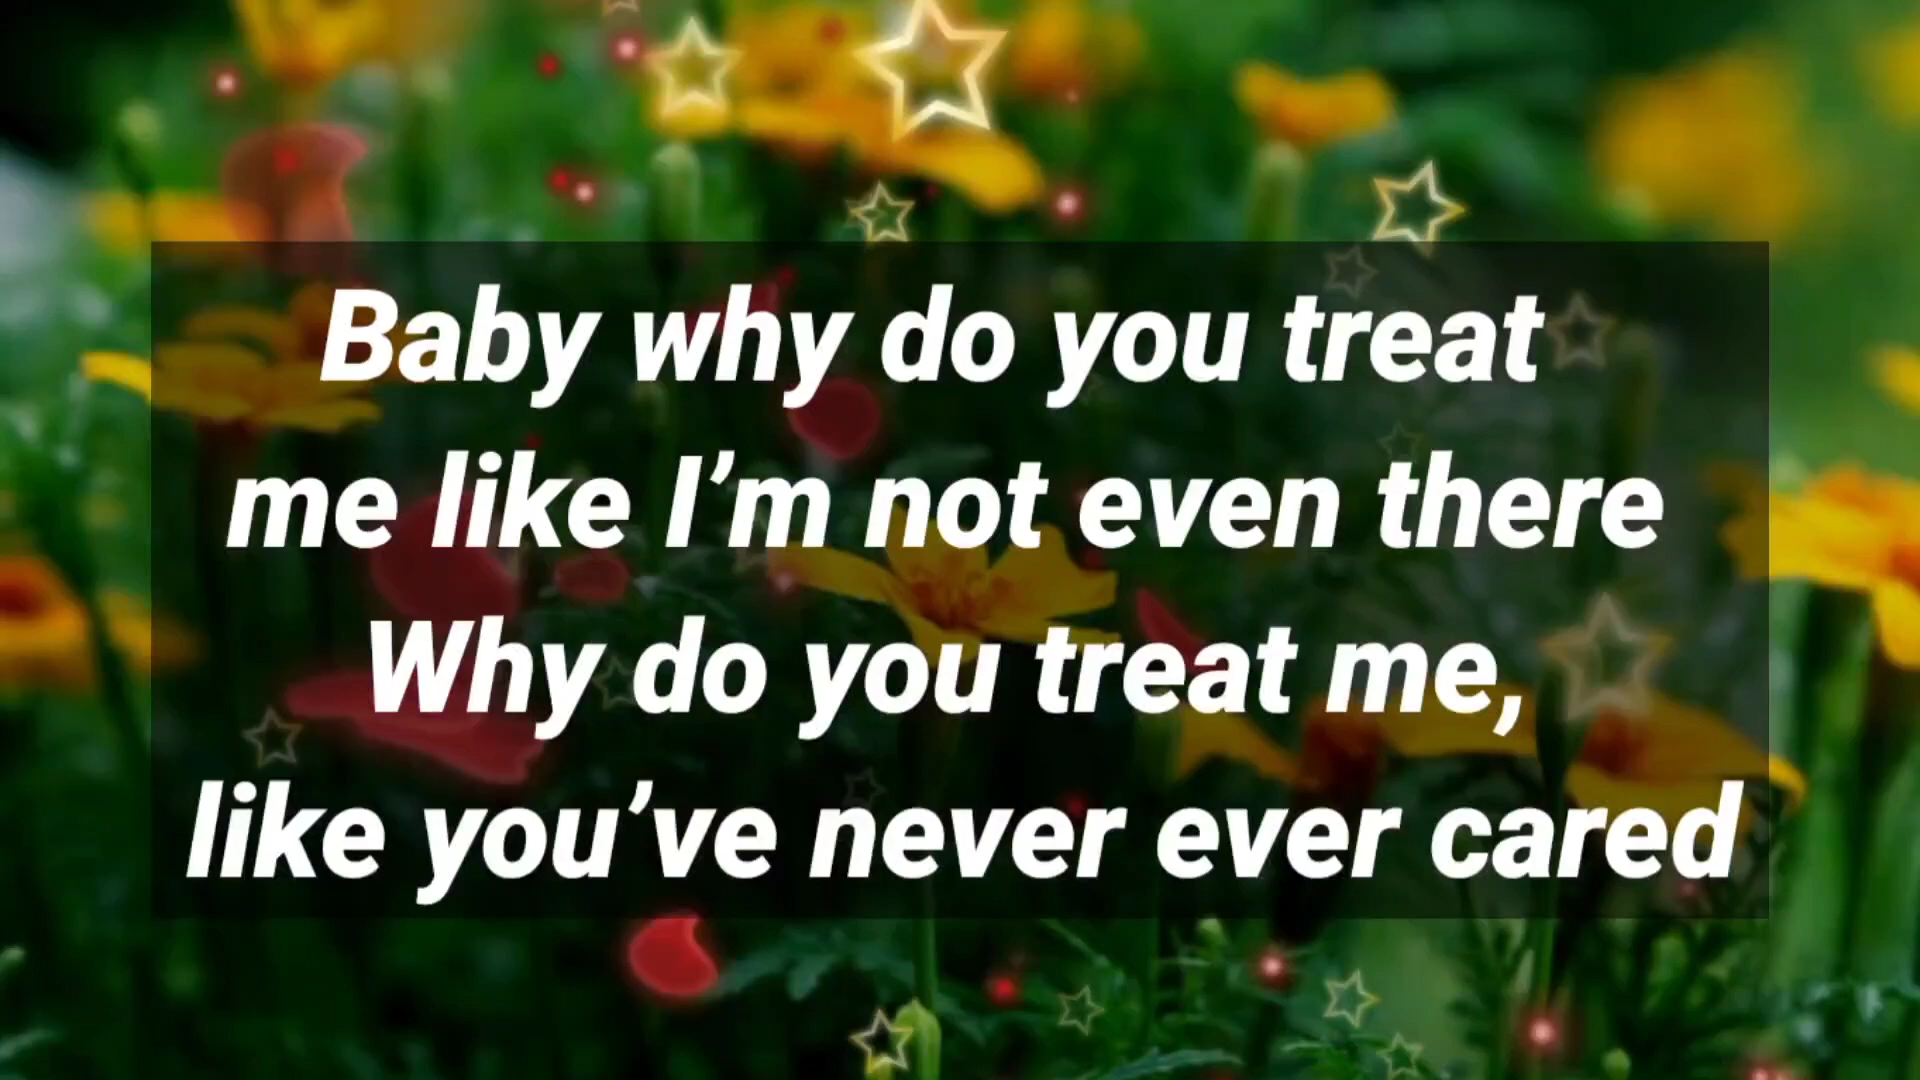 Baby why do you treat
me like I’m not even there
Why do you treat me,
like you’ve never ever cared